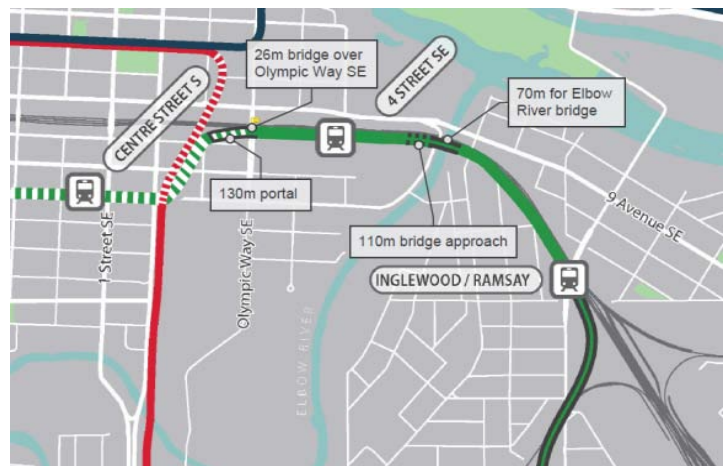 26m bridge over
Olympic Way SE
CENTRE STREET S
4 STREET SE
70m for Elbow
River bridge
130m portal
110m bridge approach
9 Avenue SE
1 Street SE
Olympic Way SE
INGLEWOOD / RAMSAY
ELBOW RIVER